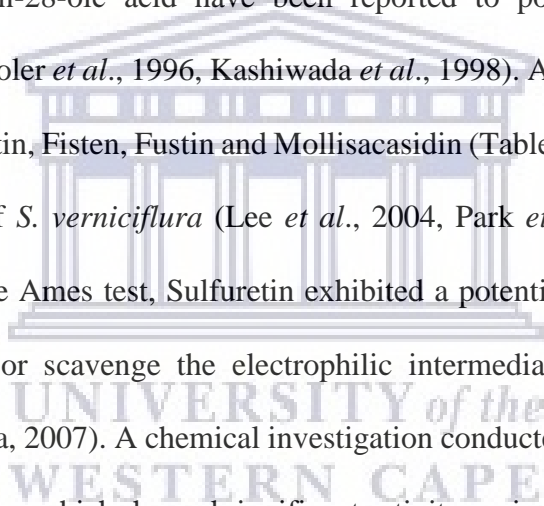 -28-oic acid have been reported to po
oler et al., 1996, Kashiwada et al., 1998). A
tin, Fisten, Fustin and Mollisacasidin (Table
f S. verniciflura (Lee et al., 2004, Park et
e Ames test, Sulfuretin exhibited a potenti
or scavenge the electrophilic intermedia
UNIVERSITY of the
a, 2007). A chemical investigation conducte
WESTERN CAPE